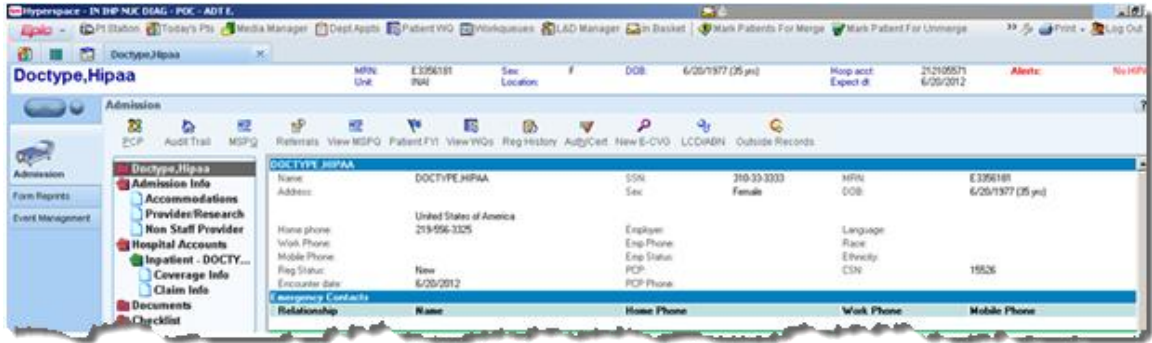 Hyperspace - IN IHP NUC DIAG - POC - ADT E.
Epic Pt Station Today's Pts Media Manager Dept Appts Patient WQ Workqueues L&D Manager In Basket Mark Patients For Merge Mark Patient For Unmerge Print Log Out
Doctype,Hipaa
Doctype,Hipaa MRN: E3356181 Sex: F DOB: 6/20/1977 (35 yrs) Hosp acct: 212105571 Alerts: No HIPA
Unit: INAI Location: Expect dt: 6/20/2012
Admission
PCP Audit Trail MSPQ Referrals View MSPQ Patient FYI View WQs Reg History Auth/Cert New E-CVO LCD/ABN Outside Records
Admission
Form Reprints
Event Management
Doctype,Hipaa
Admission Info
Accommodations
Provider/Research
Non Staff Provider
Hospital Accounts
Inpatient - DOCTY...
Coverage Info
Claim Info
Documents
Checklist
DOCTYPE,HIPAA
Name: DOCTYPE,HIPAA SSN: 310-33-3333 MRN: E3356181
Address: Sex: Female DOB: 6/20/1977 (35 yrs)
United States of America
Home phone: 219-556-3325 Employer: Language:
Work Phone: Emp Phone: Race:
Mobile Phone: Emp Status: Ethnicity:
Reg Status: New PCP: CSN: 15526
Encounter date: 6/20/2012 PCP Phone:
Emergency Contacts
Relationship Name Home Phone Work Phone Mobile Phone